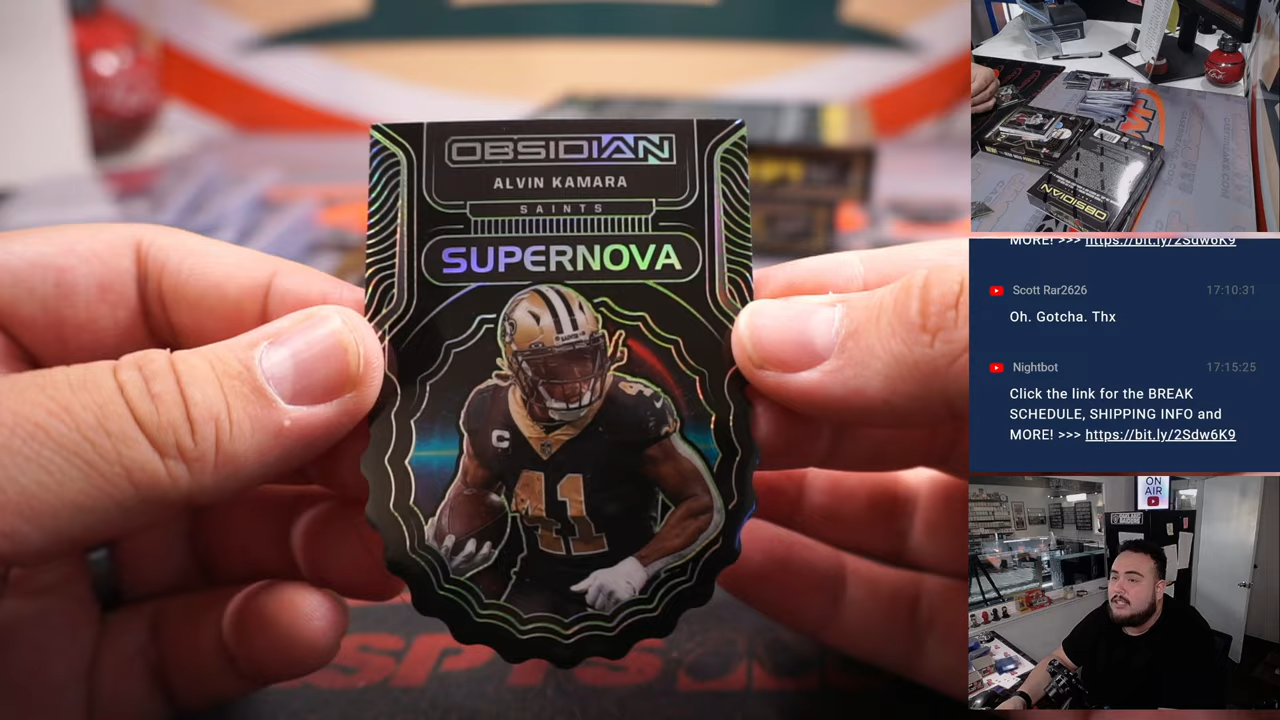 OBSIDIAN
ALVIN KAMARA
SAINTS
SUPERNOVA
C
41
SPTS
OBSIDIAN
MORE! >>> https://bit.ly/2Sdw6K9
Scott Rar2626 17:10:31
Oh. Gotcha. Thx
Nightbot 17:15:25
Click the link for the BREAK
SCHEDULE, SHIPPING INFO and
MORE! >>> https://bit.ly/2Sdw6K9
ON
AIR